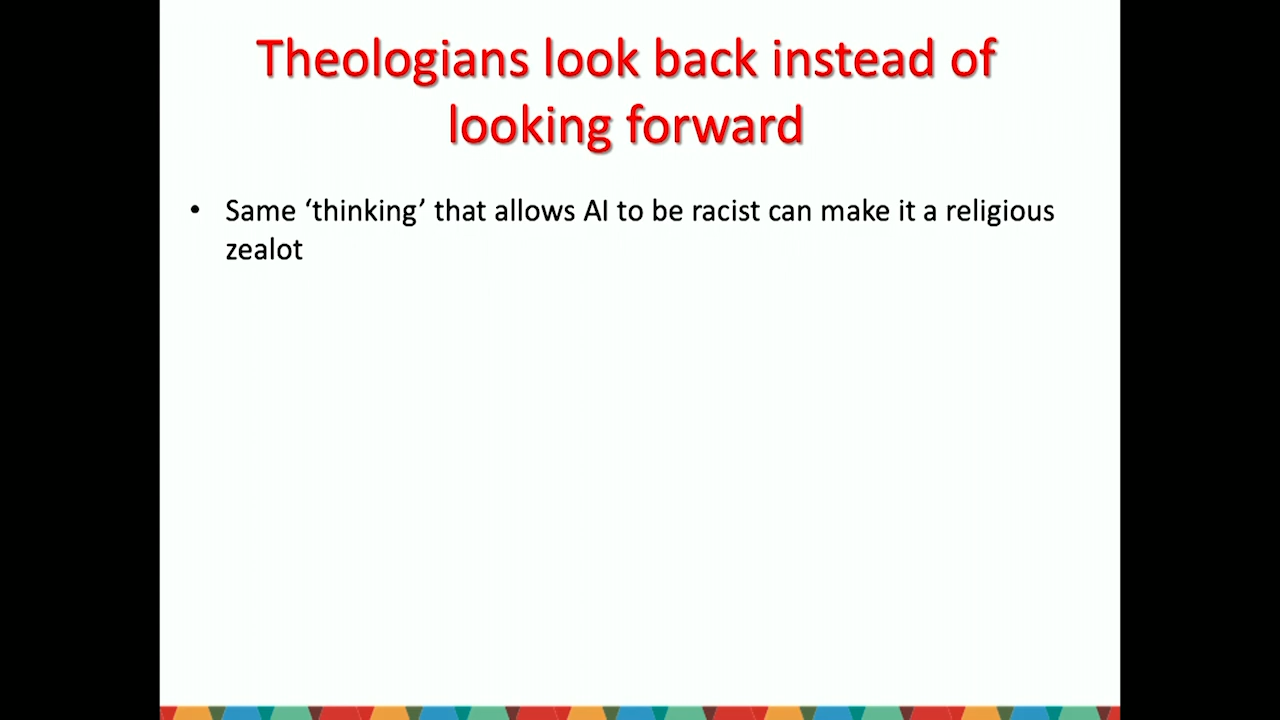 Theologians look back instead of
looking forward
• Same ‘thinking’ that allows AI to be racist can make it a religious
zealot